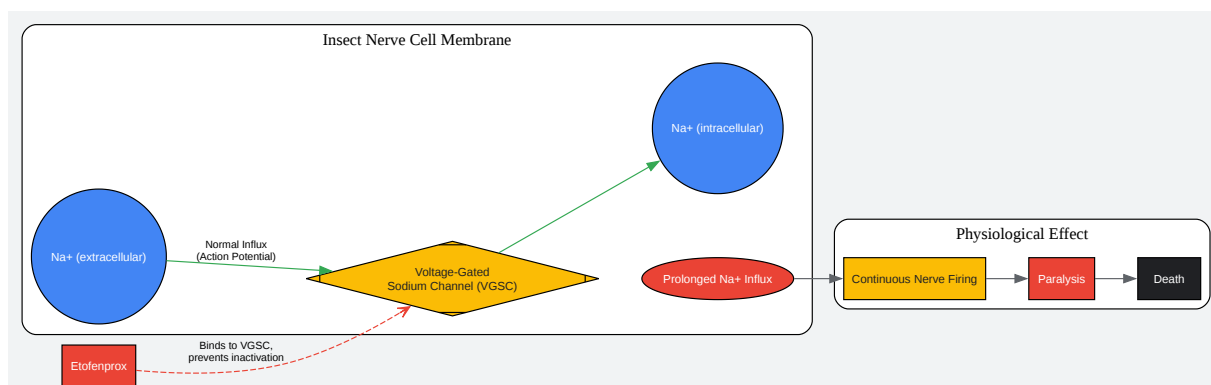 Insect Nerve Cell Membrane
Na+ (intracellular)
Na+ (extracellular)
Normal Influx
(Action Potential)
Voltage-Gated
Sodium Channel (VGSC)
Prolonged Na+ Influx
Physiological Effect
Continuous Nerve Firing
Paralysis
Death
Etofenprox
Binds to VGSC,
prevents inactivation